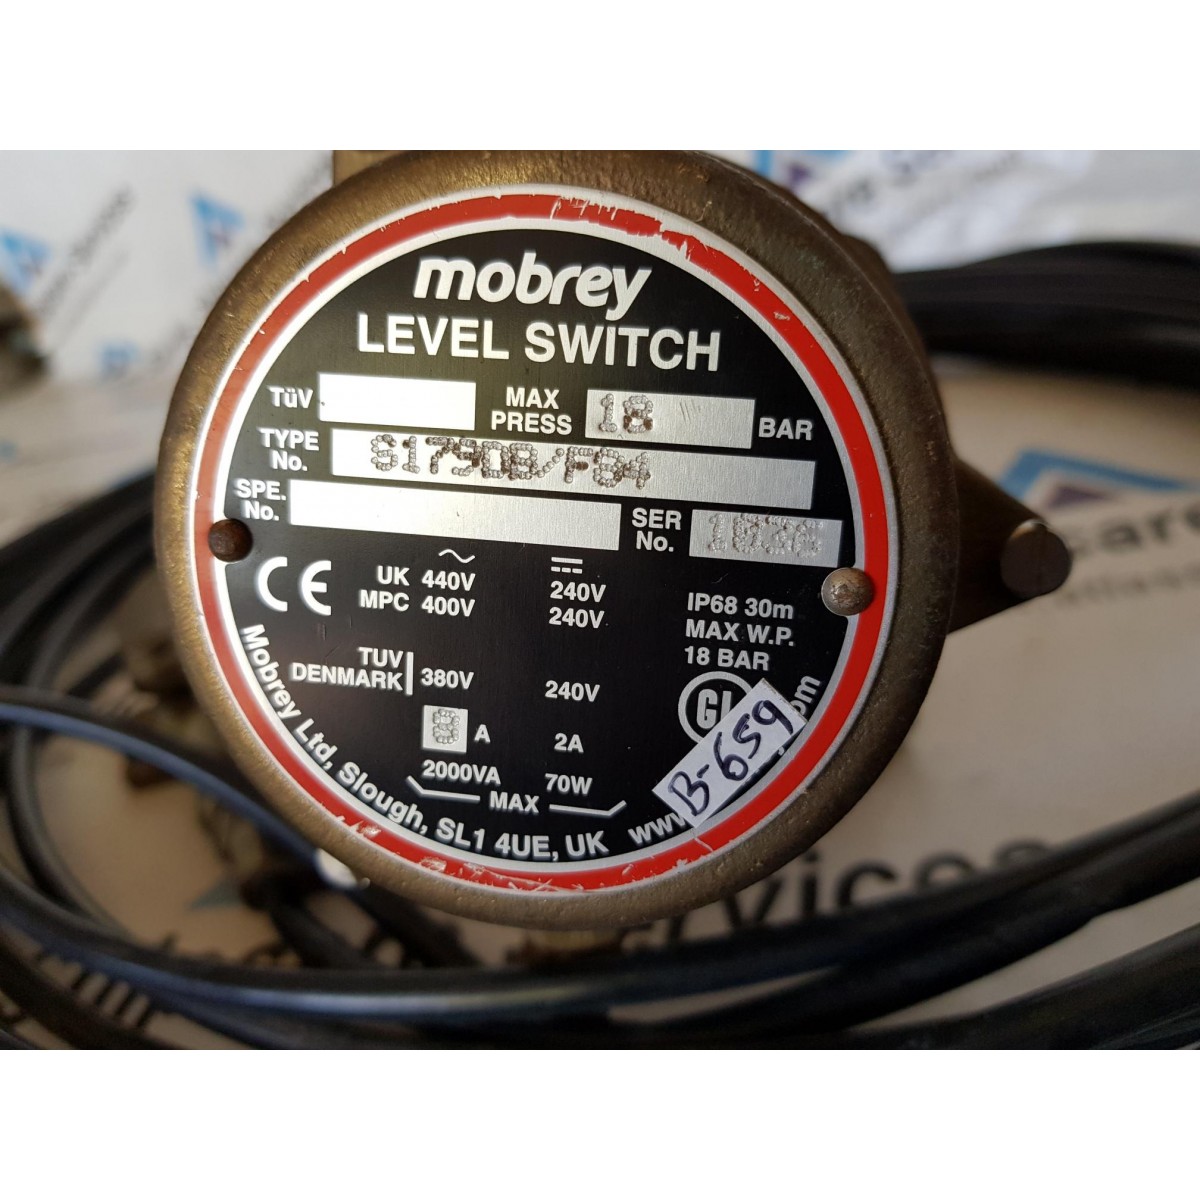 mobrey
LEVEL SWITCH
TüV
MAX PRESS 18 BAR
TYPE No. S179DB/F84
SPE. No.
SER No.
CE
UK 440V 240V
MPC 400V 240V
IP68 30m
MAX W.P.
18 BAR
TUV
DENMARK 380V 240V
8 A 2A
2000VA 70W
MAX
GL
B-659
Mobrey Ltd, Slough, SL1 4UE, UK
services